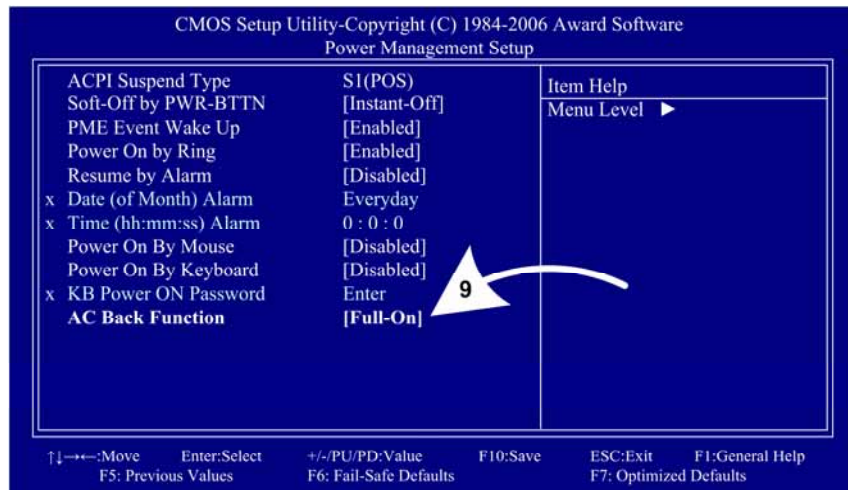 CMOS Setup Utility-Copyright (C) 1984-2006 Award Software
Power Management Setup
ACPI Suspend Type S1(POS)
Soft-Off by PWR-BTTN [Instant-Off]
PME Event Wake Up [Enabled]
Power On by Ring [Enabled]
Resume by Alarm [Disabled]
x Date (of Month) Alarm Everyday
x Time (hh:mm:ss) Alarm 0 : 0 : 0
Power On By Mouse [Disabled]
Power On By Keyboard [Disabled]
x KB Power ON Password Enter
AC Back Function [Full-On]
9
Item Help
Menu Level ►
↑↓→←:Move Enter:Select +/-/PU/PD:Value F10:Save ESC:Exit F1:General Help
F5: Previous Values F6: Fail-Safe Defaults F7: Optimized Defaults